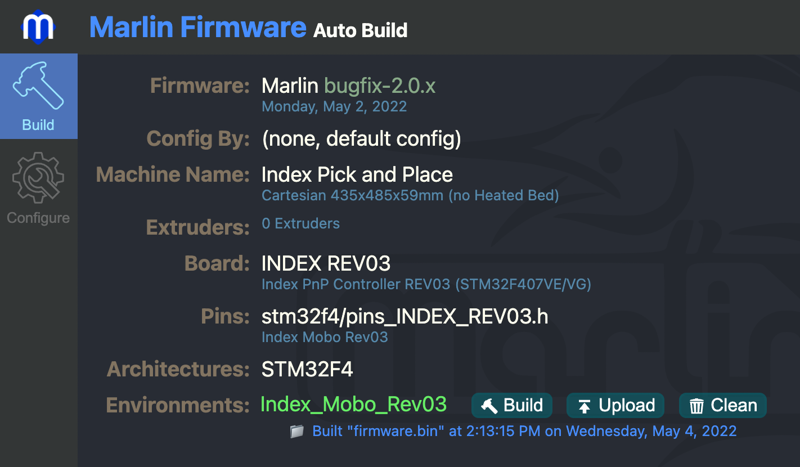 Marlin Firmware Auto Build
Build
Configure
Firmware: Marlin bugfix-2.0.x
Monday, May 2, 2022
Config By: (none, default config)
Machine Name: Index Pick and Place
Cartesian 435x485x59mm (no Heated Bed)
Extruders: 0 Extruders
Board: INDEX REV03
Index PnP Controller REV03 (STM32F407VE/VG)
Pins: stm32f4/pins_INDEX_REV03.h
Index Mobo Rev03
Architectures: STM32F4
Environments: Index_Mobo_Rev03 Build Upload Clean
Built "firmware.bin" at 2:13:15 PM on Wednesday, May 4, 2022